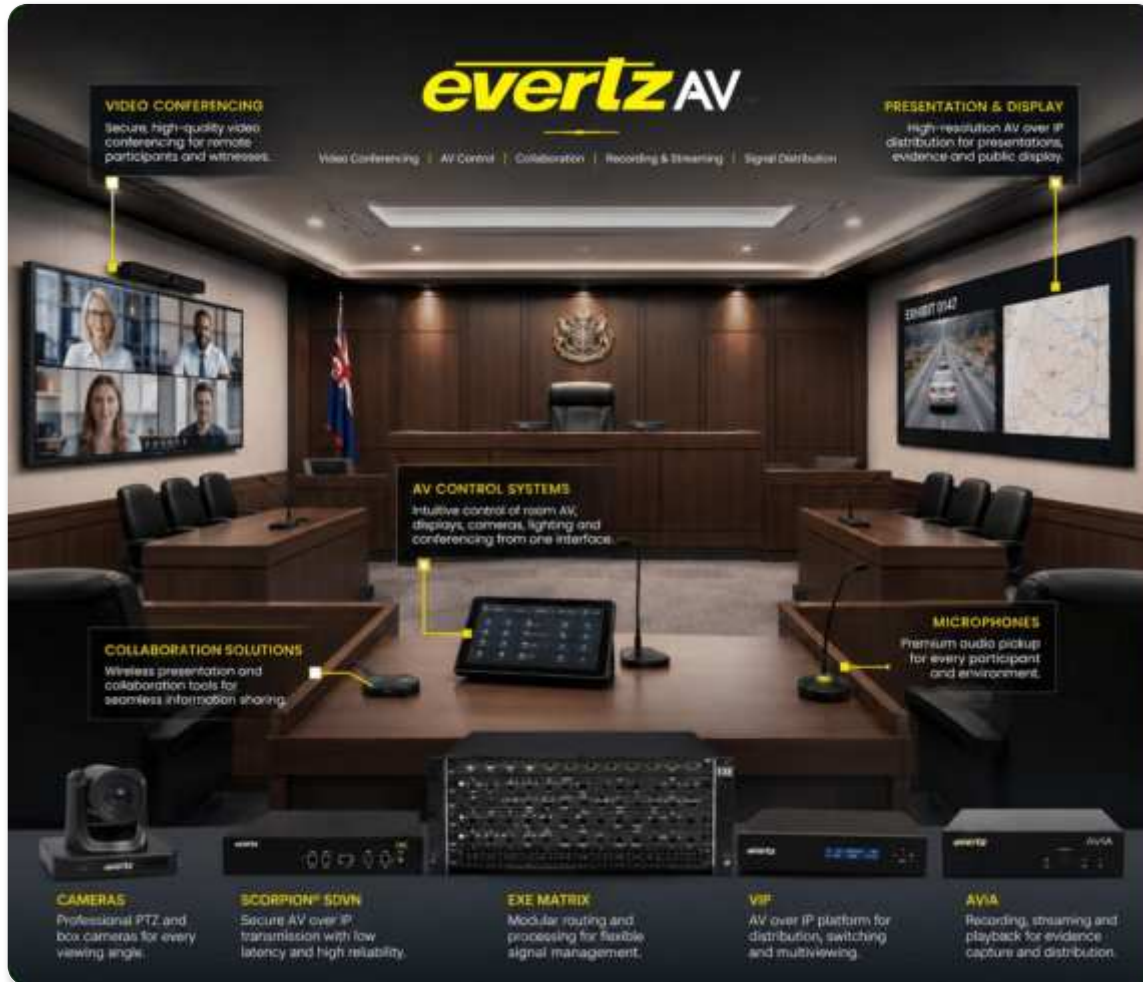 evertz AV
Video Conferencing | AV Control | Collaboration | Recording & Streaming | Signal Distribution
VIDEO CONFERENCING
Secure, high-quality video
conferencing for remote
participants and witnesses.
PRESENTATION & DISPLAY
High-resolution AV over IP
distribution for presentations,
evidence and public display.
EXHIBIT 0147
AV CONTROL SYSTEMS
Intuitive control of room AV,
displays, cameras, lighting and
conferencing from one interface.
COLLABORATION SOLUTIONS
Wireless presentation and
collaboration tools for
seamless information sharing.
MICROPHONES
Premium audio pickup
for every participant
and environment.
evertz
evertz
EXE
evertz
evertz
AViA
CAMERAS
Professional PTZ and
box cameras for every
viewing angle.
SCORPION® SDVN
Secure AV over IP
transmission with low
latency and high reliability.
EXE MATRIX
Modular routing and
processing for flexible
signal management.
VIP
AV over IP platform for
distribution, switching
and multiviewing.
AViA
Recording, streaming and
playback for evidence
capture and distribution.